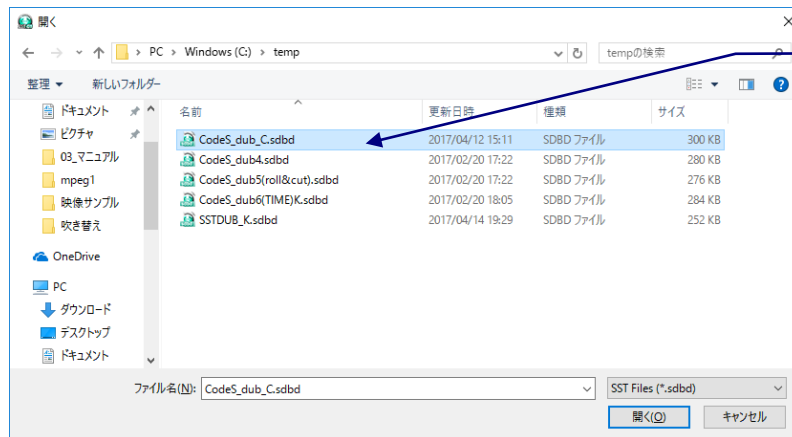 開く
PC > Windows (C:) > temp
tempの検索
整理
新しいフォルダー
ドキュメント
ピクチャ
03_マニュアル
mpeg1
映像サンプル
吹き替え
OneDrive
PC
ダウンロード
デスクトップ
ドキュメント
名前 更新日時 種類 サイズ
CodeS_dub_C.sdbd 2017/04/12 15:11 SDBD ファイル 300 KB
CodeS_dub4.sdbd 2017/02/20 17:22 SDBD ファイル 280 KB
CodeS_dub5(roll&cut).sdbd 2017/02/20 17:22 SDBD ファイル 276 KB
CodeS_dub6(TIME)K.sdbd 2017/02/20 18:05 SDBD ファイル 284 KB
SSTDUB_K.sdbd 2017/04/14 19:29 SDBD ファイル 252 KB
ファイル名(N): CodeS_dub_C.sdbd
SST Files (*.sdbd)
開く(O)
キャンセル